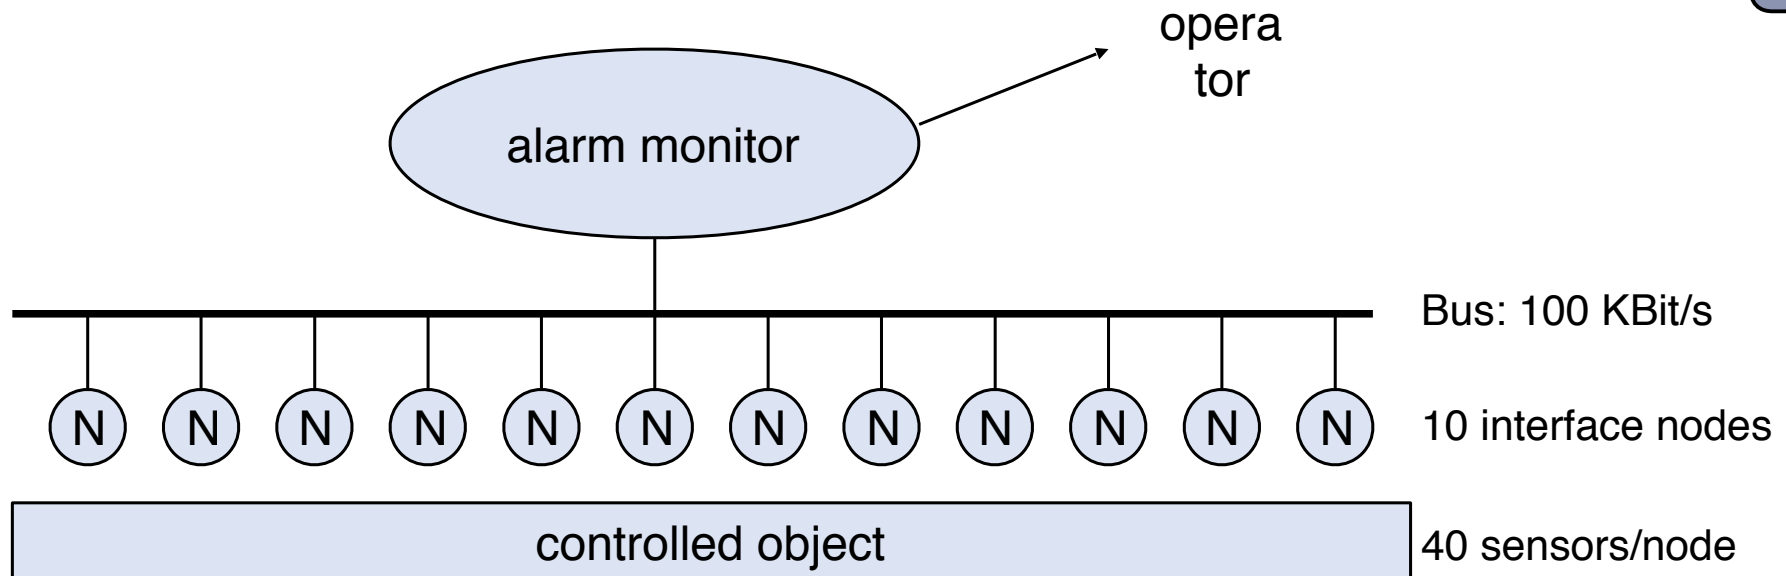 opera
tor
alarm monitor
Bus: 100 KBit/s
N N N N N N N N N N N N
10 interface nodes
controlled object
40 sensors/node